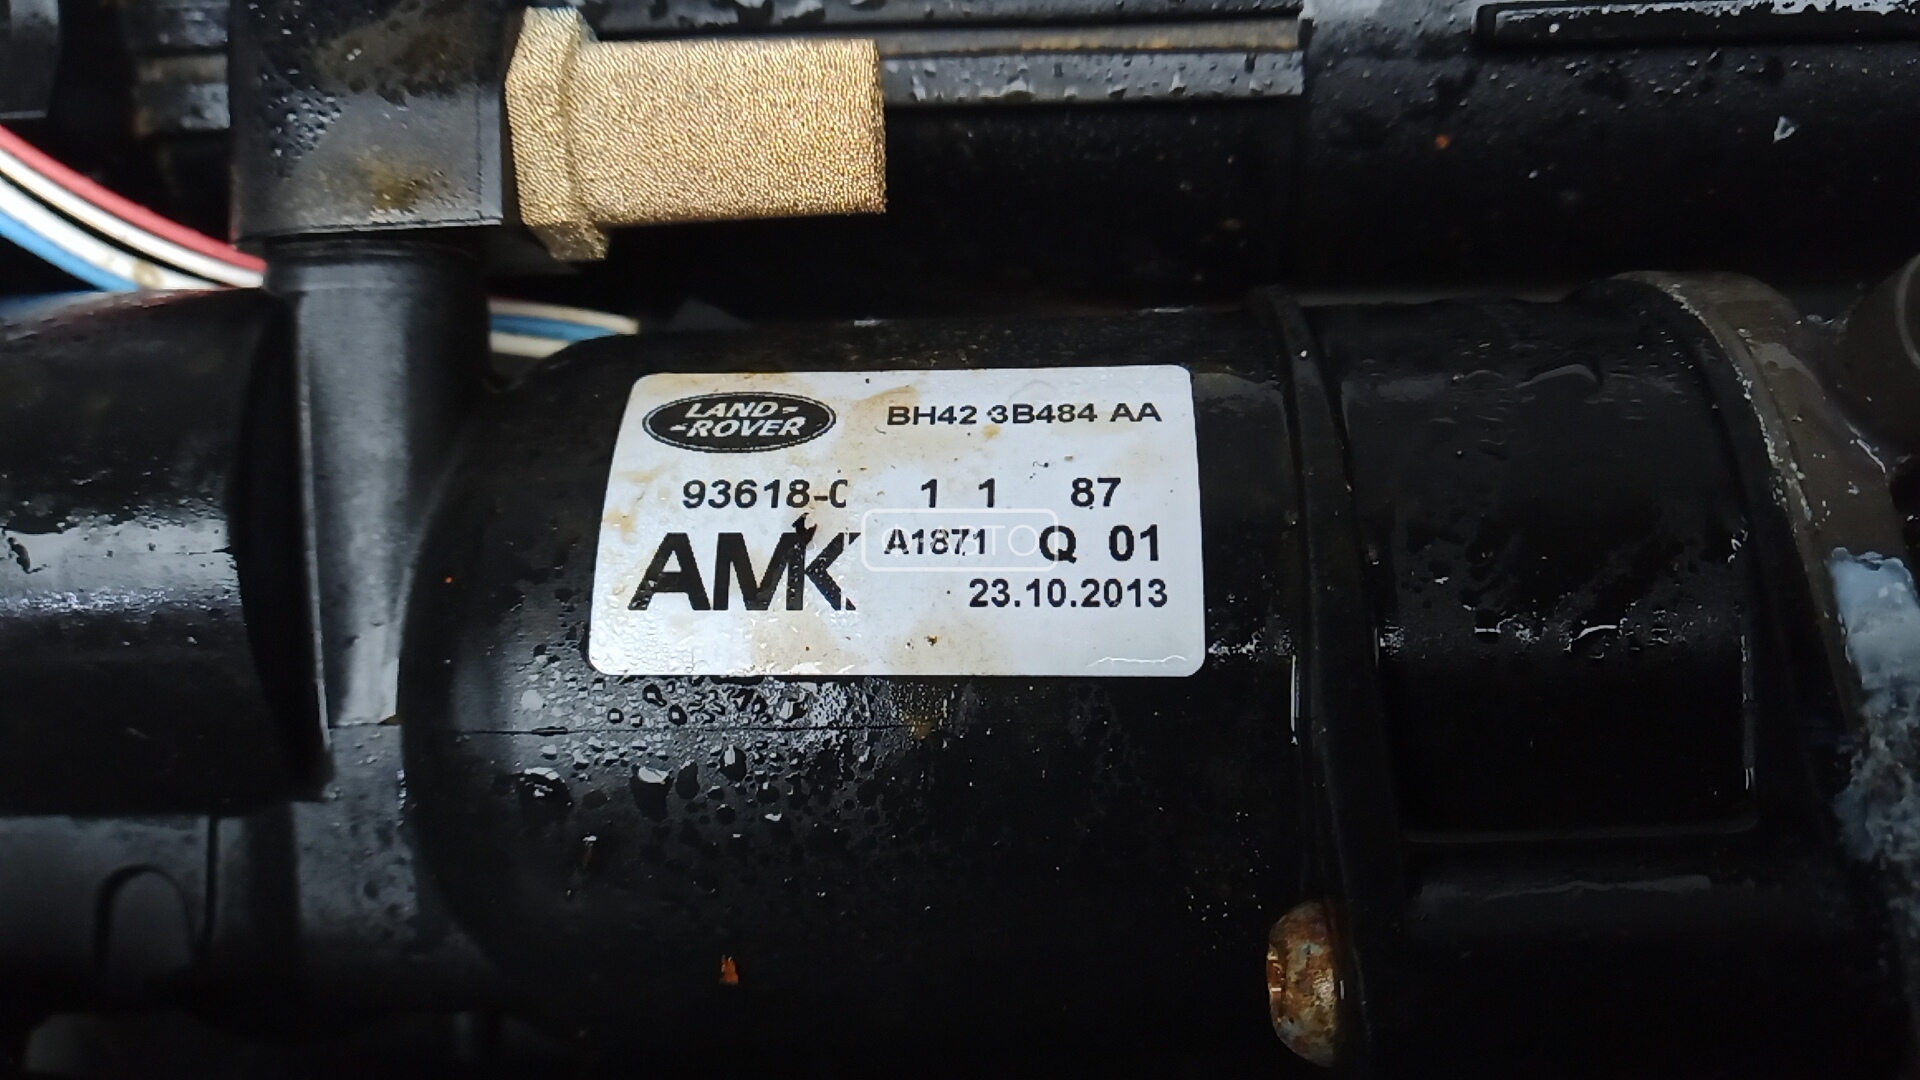 LAND-
-ROVER
BH42 3B484 AA
93618-0 1 1 87
AMK A1871 Q 01
23.10.2013